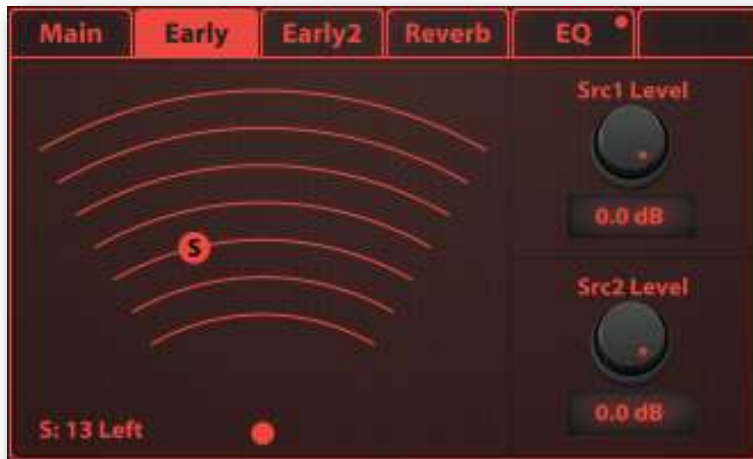 Main Early Early2 Reverb EQ
Src1 Level
S
0.0 dB
Src2 Level
0.0 dB
S: 13 Left